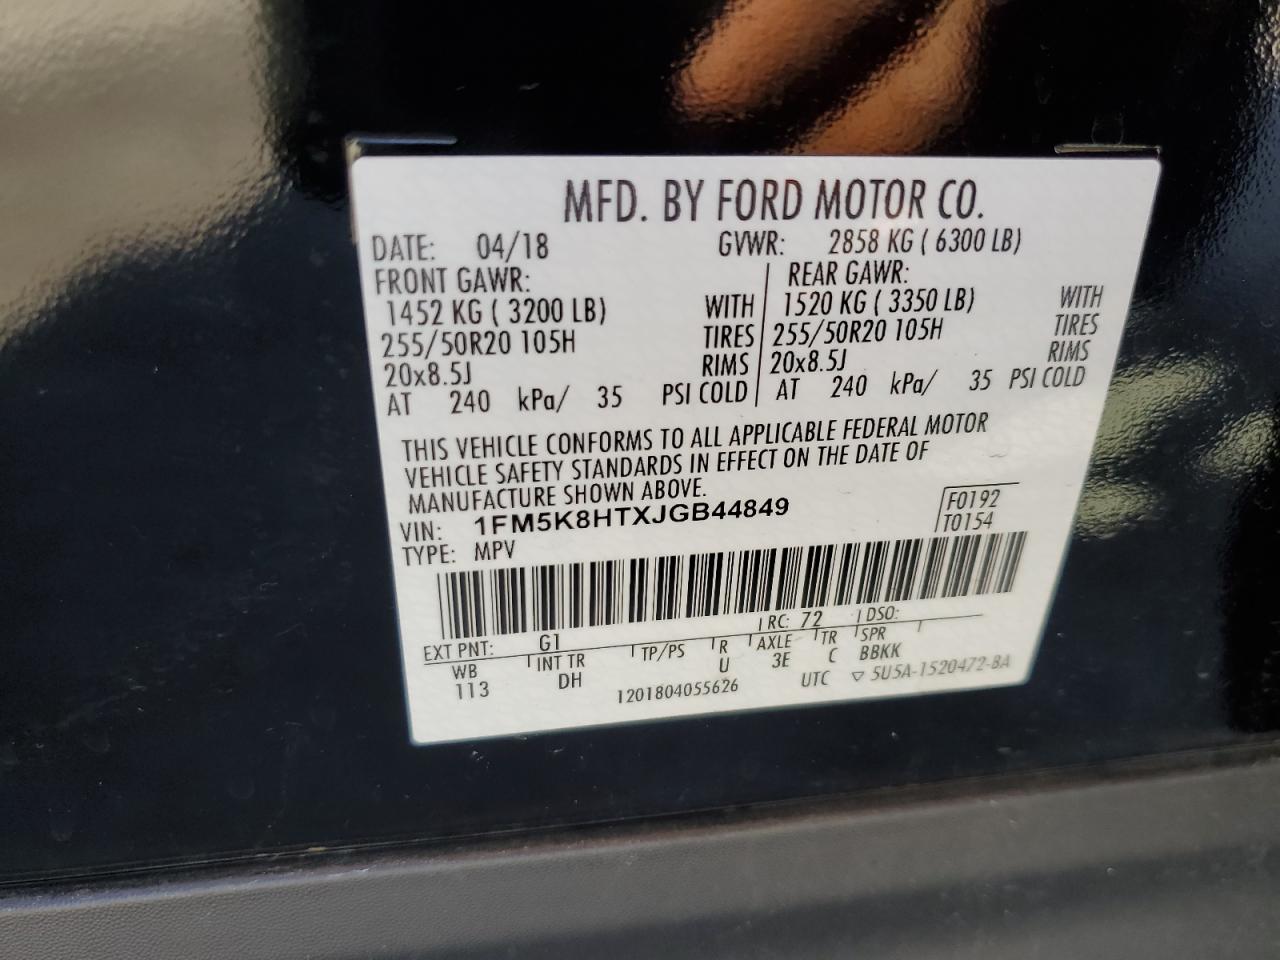 MFD. BY FORD MOTOR CO.
DATE: 04/18 GVWR: 2858 KG ( 6300 LB)
FRONT GAWR: REAR GAWR:
1452 KG ( 3200 LB) WITH 1520 KG ( 3350 LB) WITH
255/50R20 105H TIRES 255/50R20 105H TIRES
20x8.5J RIMS 20x8.5J RIMS
AT 240 kPa/ 35 PSI COLD AT 240 kPa/ 35 PSI COLD
THIS VEHICLE CONFORMS TO ALL APPLICABLE FEDERAL MOTOR
VEHICLE SAFETY STANDARDS IN EFFECT ON THE DATE OF
MANUFACTURE SHOWN ABOVE.
VIN: 1FM5K8HTXJGB44849 F0192
TYPE: MPV T0154
EXT PNT: G1 RC: 72 DSO:
WB INT TR TP/PS R AXLE TR SPR
113 DH U 3E C BBKK
1201804055626 UTC ▽ 5U5A-1520472-BA